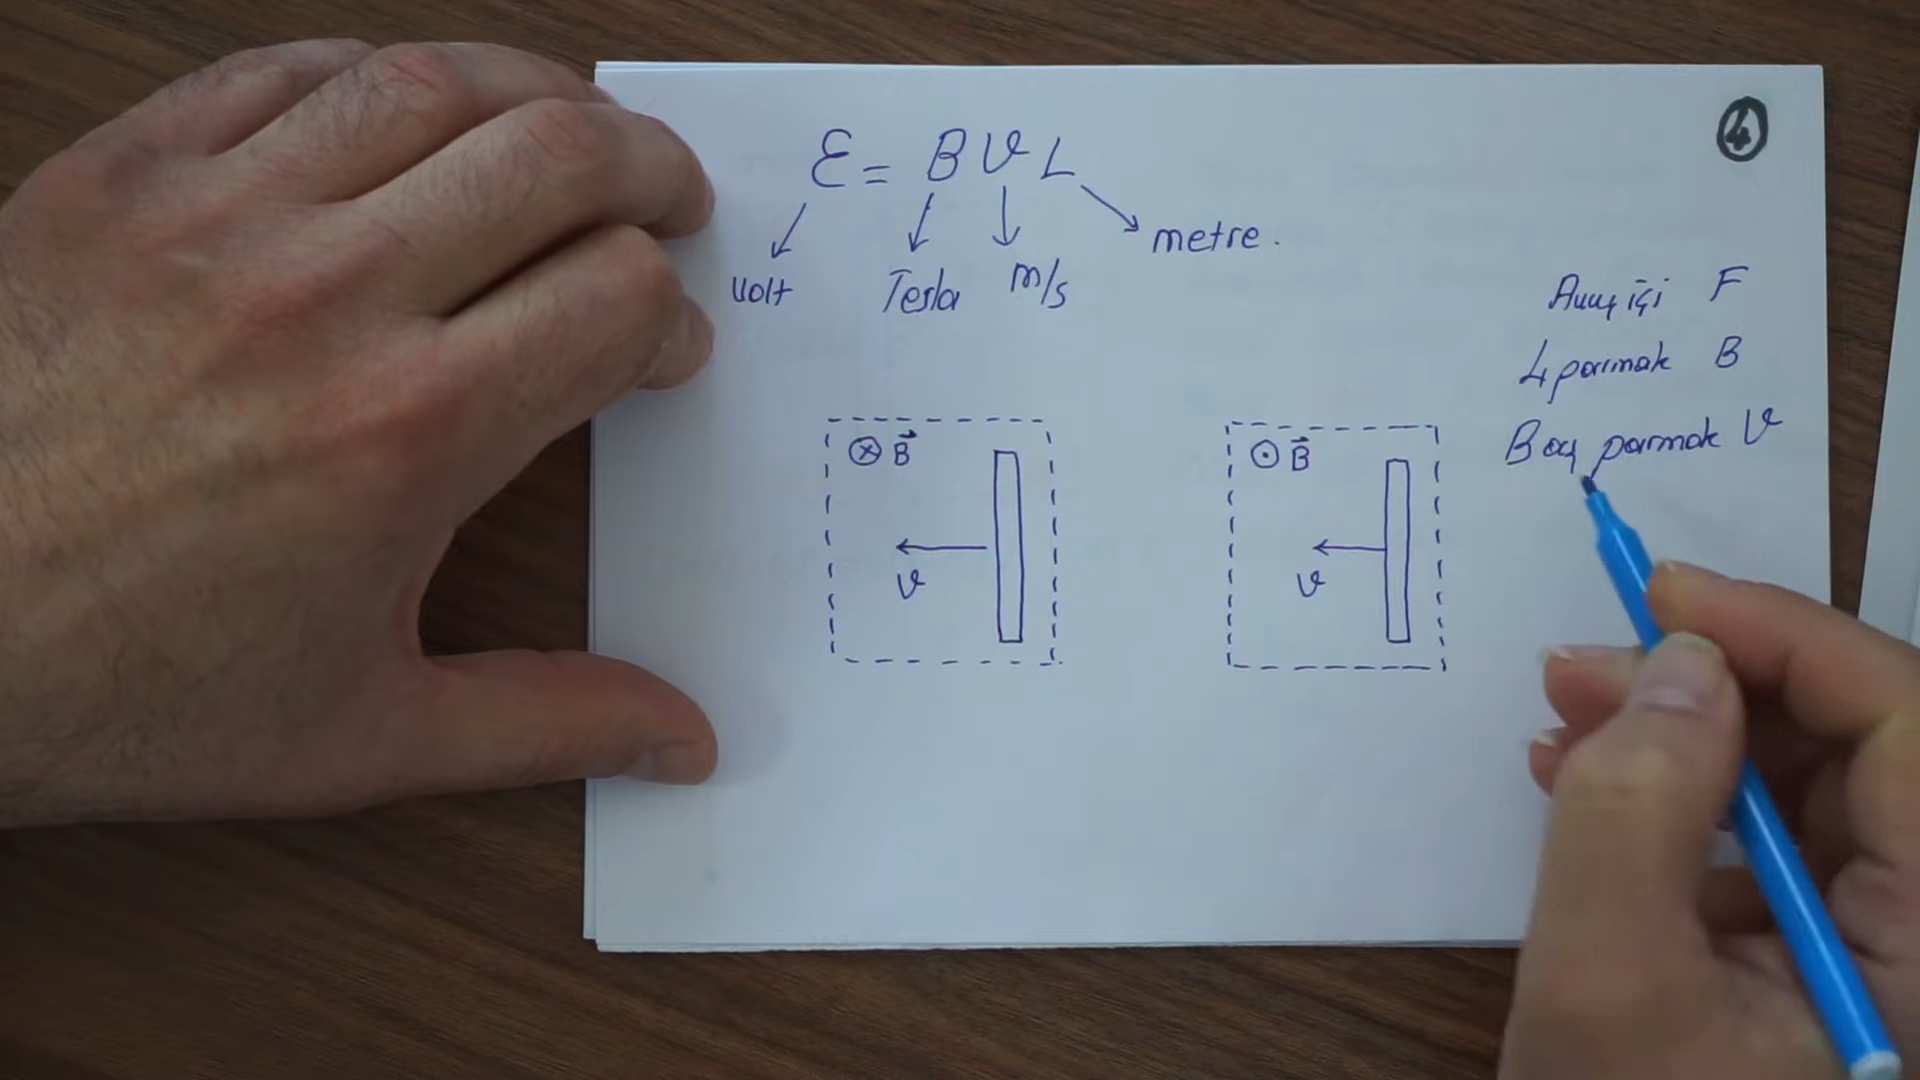 ④
Ɛ = B V L
Volt Tesla m/s metre.
Avuç içi F
4 parmak B
Baş parmak V
⊗ B⃗
V
⊙ B⃗
V